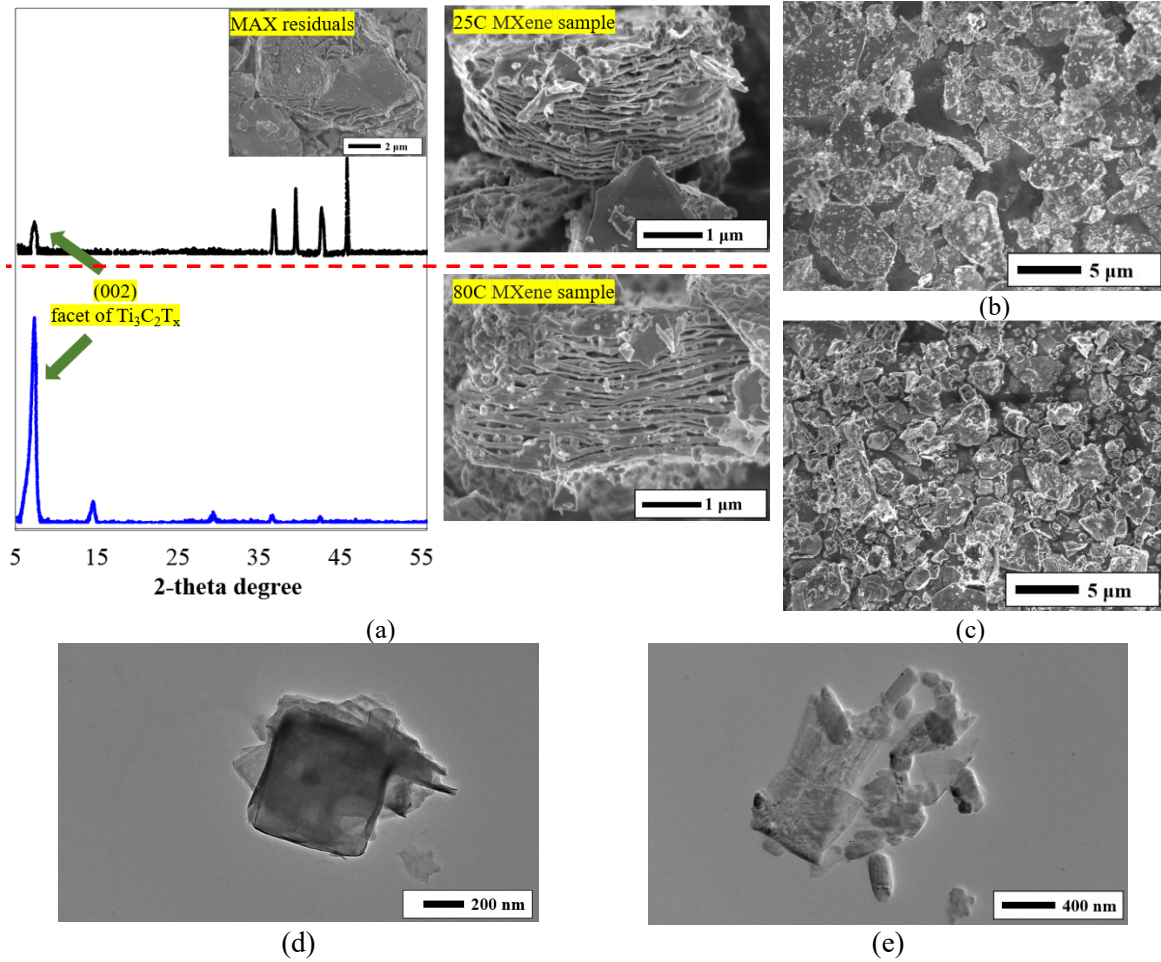 MAX residuals
2 μm
25C MXene sample
1 μm
5 μm
(b)
(002)
facet of Ti₃C₂Tₓ
80C MXene sample
1 μm
5 μm
5 15 25 35 45 55
2-theta degree
(a)
(c)
200 nm
400 nm
(d)
(e)